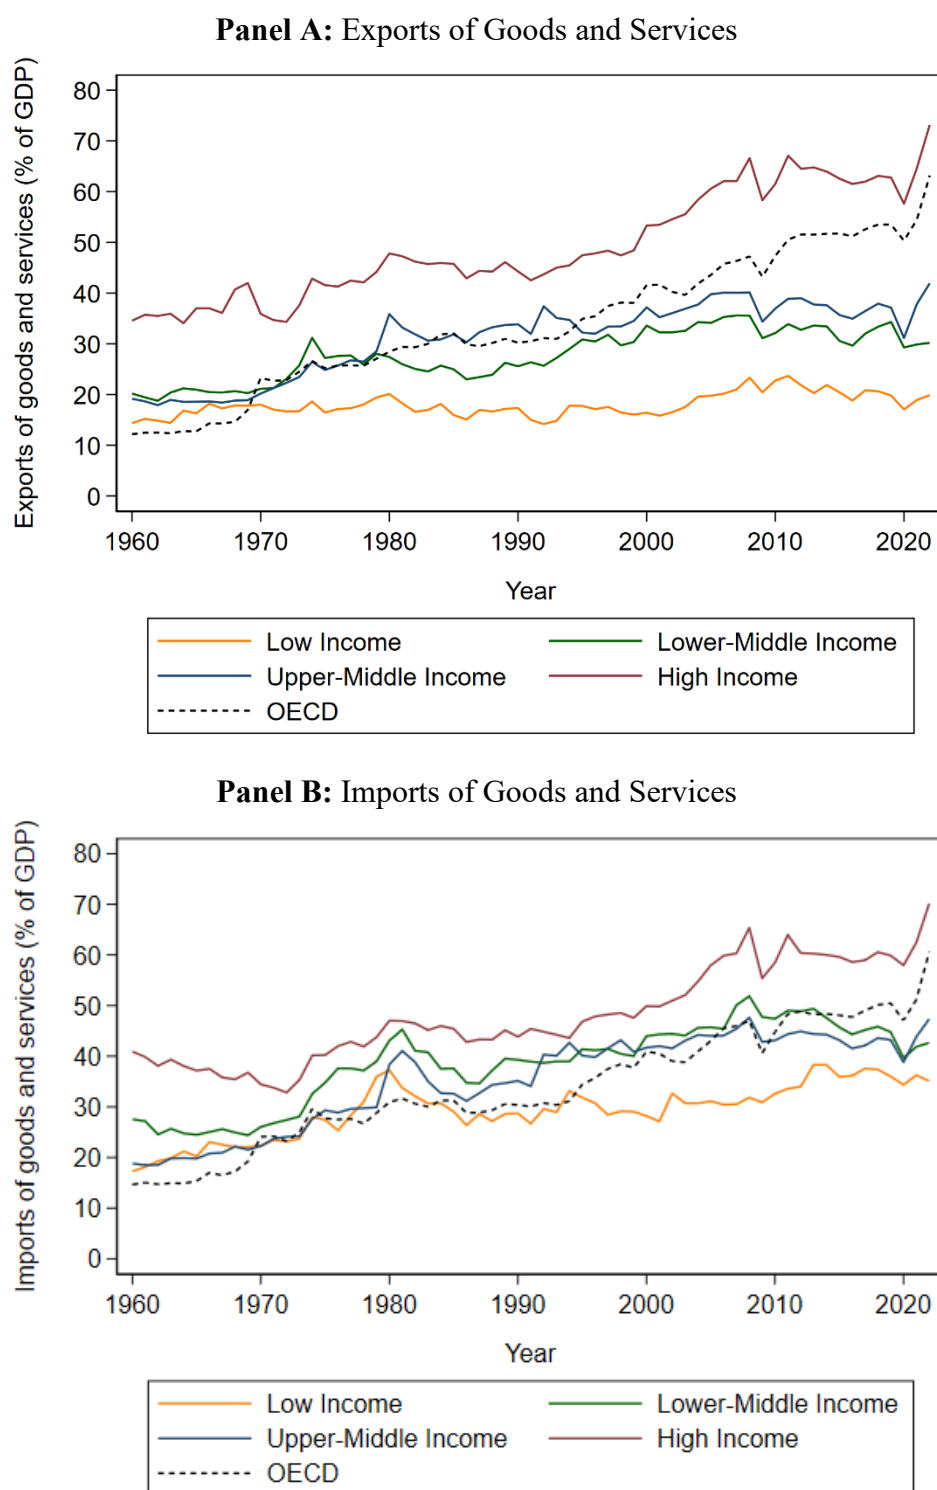 Panel A: Exports of Goods and Services
Exports of goods and services (% of GDP)
80
70
60
50
40
30
20
10
0
1960 1970 1980 1990 2000 2010 2020
Year
Low Income Lower-Middle Income
Upper-Middle Income High Income
OECD
Panel B: Imports of Goods and Services
Imports of goods and services (% of GDP)
80
70
60
50
40
30
20
10
0
1960 1970 1980 1990 2000 2010 2020
Year
Low Income Lower-Middle Income
Upper-Middle Income High Income
OECD